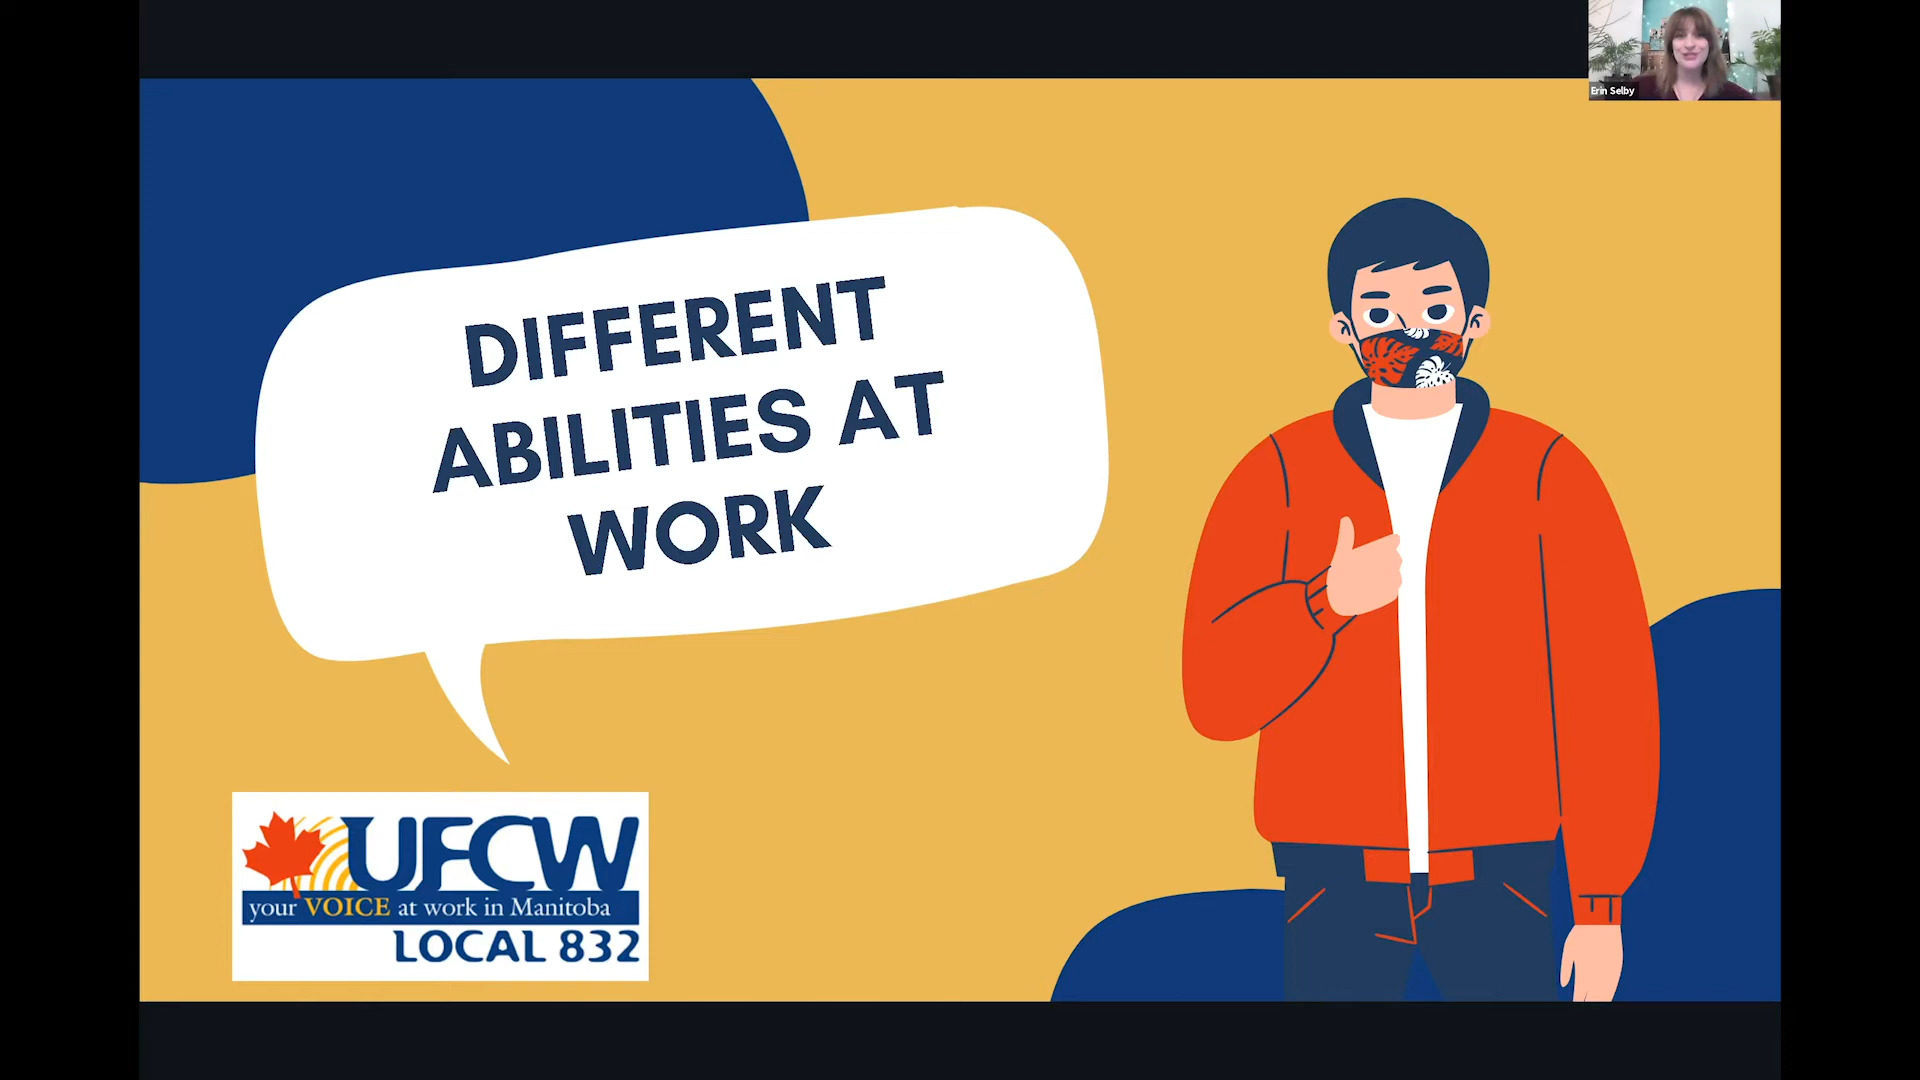 Erin Selby
DIFFERENT
ABILITIES AT
WORK
UFCW
your VOICE at work in Manitoba
LOCAL 832